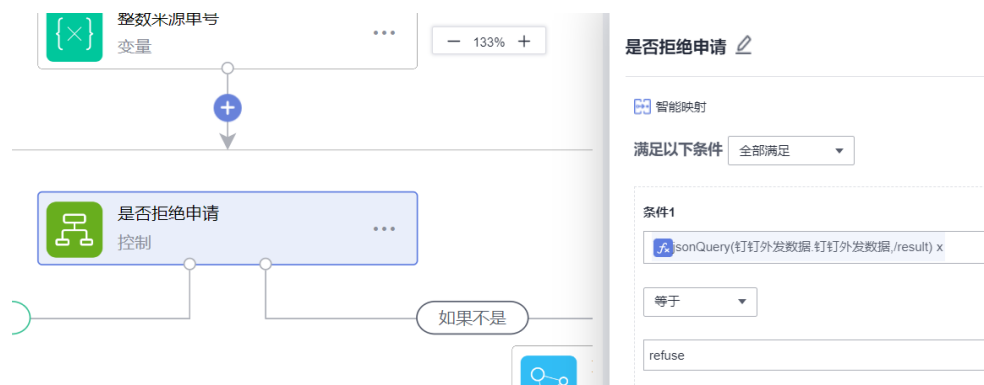 整数来源单号
变量
133%
是否拒绝申请
控制
如果不是
是否拒绝申请
智能映射
满足以下条件 全部满足
条件1
jsonQuery(钉钉外发数据.钉钉外发数据,/result) x
等于
refuse